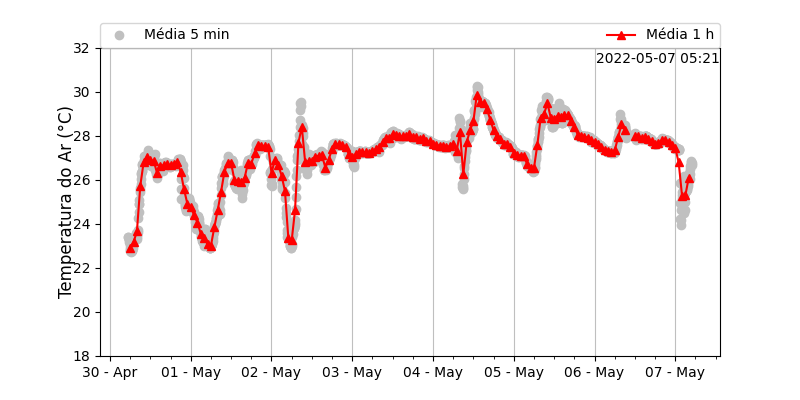 Média 5 min
Média 1 h
2022-05-07 05:21
Temperatura do Ar (°C)
32
30
28
26
24
22
20
18
30 - Apr
01 - May
02 - May
03 - May
04 - May
05 - May
06 - May
07 - May